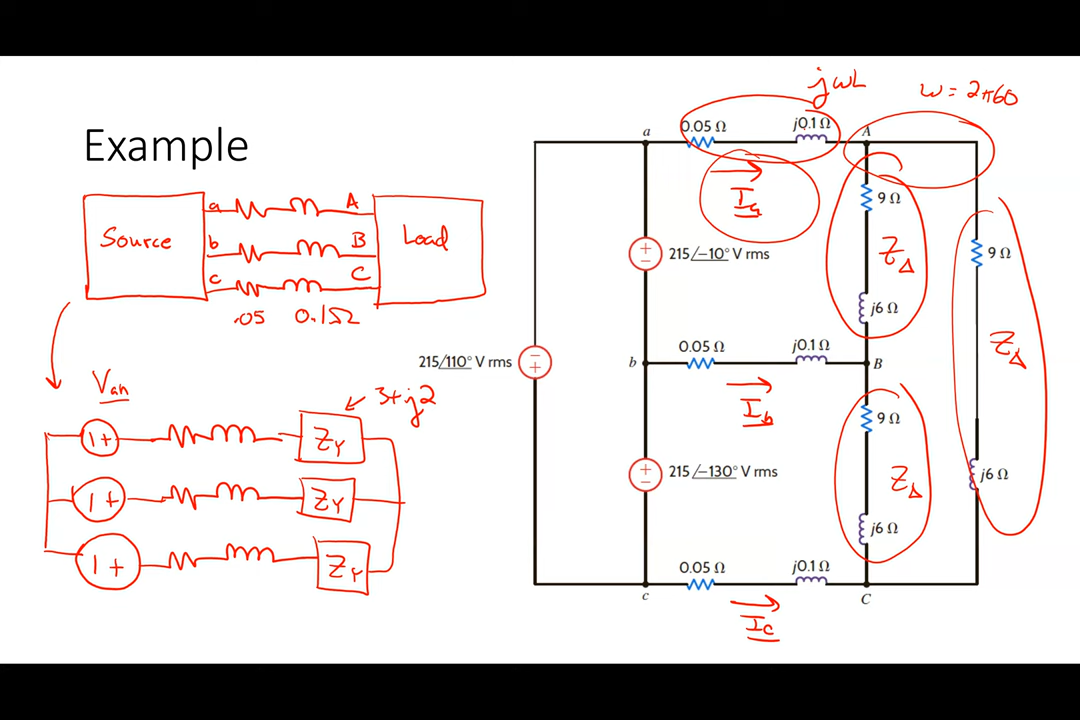 Example
Source
a
b
c
A
B
C
Load
.05 0.1Ω
Van
3+j2
ZY
ZY
ZY
jωL
ω = 2π60
a
0.05 Ω
j0.1 Ω
A
Ia
9 Ω
ZΔ
j6 Ω
215/–10° V rms
9 Ω
ZΔ
j6 Ω
215/110° V rms
b
0.05 Ω
j0.1 Ω
B
Ib
215/–130° V rms
9 Ω
ZΔ
j6 Ω
c
0.05 Ω
j0.1 Ω
C
Ic